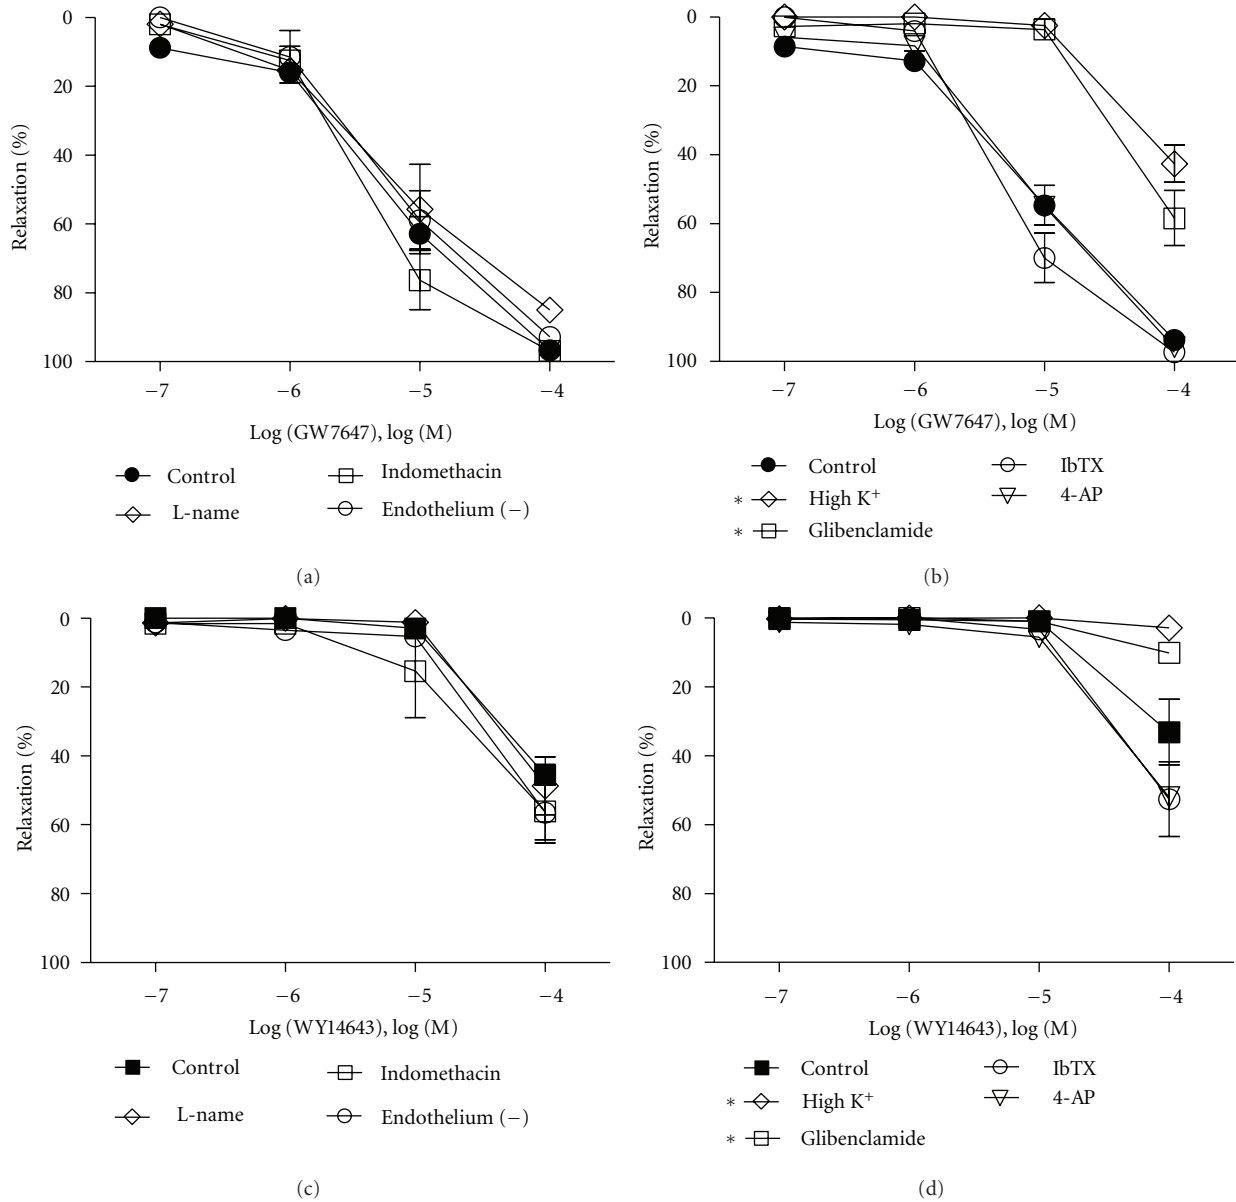 0
20
40
60
80
100
Relaxation (%)
−7
−6
−5
−4
Log (GW7647), log (M)
Control
Indomethacin
L-name
Endothelium (−)
(a)
0
20
40
60
80
100
Relaxation (%)
−7
−6
−5
−4
Log (GW7647), log (M)
Control
IbTX
* High K+
4-AP
* Glibenclamide
(b)
0
20
40
60
80
100
Relaxation (%)
−7
−6
−5
−4
Log (WY14643), log (M)
Control
Indomethacin
L-name
Endothelium (−)
(c)
0
20
40
60
80
100
Relaxation (%)
−7
−6
−5
−4
Log (WY14643), log (M)
Control
IbTX
* High K+
4-AP
* Glibenclamide
(d)